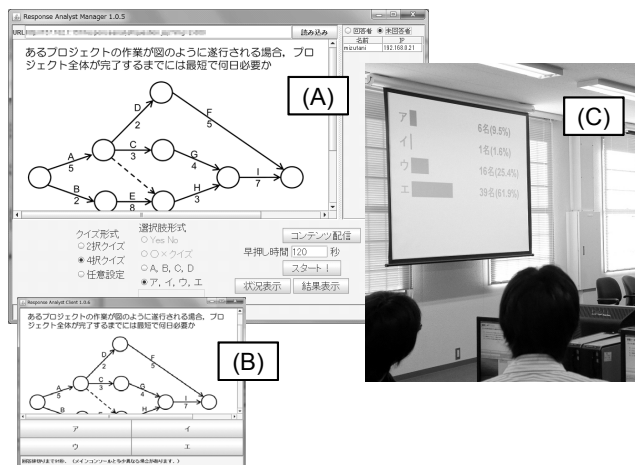 Response Analyst Manager 1.0.5
URL
読み込み
○回答者 ●未回答者
名前 IP
mizutani 192.168.0.21
あるプロジェクトの作業が図のように遂行される場合、プロ
ジェクト全体が完了するまでには最短で何日必要か
(A)
D
2
F
5
A
5
C
3
G
4
I
7
B
2
E
8
H
3
クイズ形式
○2択クイズ
●4択クイズ
○任意設定
選択肢形式
○Yes No
○○×クイズ
○A, B, C, D
●ア, イ, ウ, エ
コンテンツ配信
早押し時間 120 秒
スタート！
状況表示
結果表示
(C)
ア 6名(9.5%)
イ 1名(1.6%)
ウ 16名(25.4%)
エ 39名(61.9%)
Response Analyst Client 1.0.6
あるプロジェクトの作業が図のように遂行される場合、プロ
ジェクト全体が完了するまでには最短で何日必要か
(B)
D
2
F
5
A
5
C
3
G
4
I
7
B
E
H
ア
イ
ウ
エ